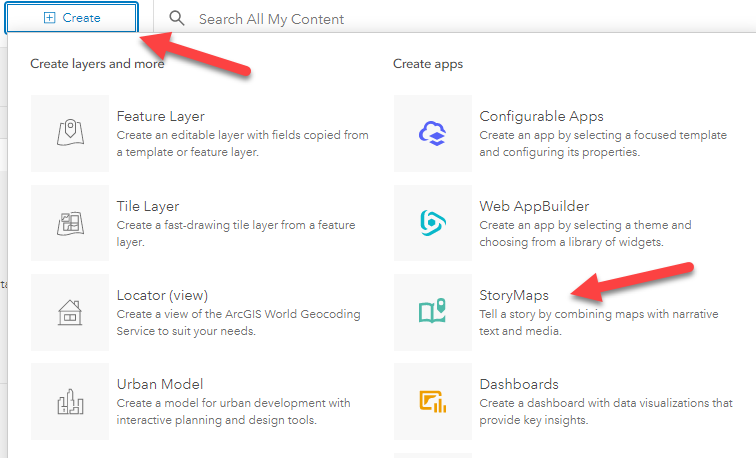 Create
Search All My Content
Create layers and more
Create apps
Feature Layer
Create an editable layer with fields copied from
a template or feature layer.
Configurable Apps
Create an app by selecting a focused template
and configuring its properties.
Tile Layer
Create a fast-drawing tile layer from a feature
layer.
Web AppBuilder
Create an app by selecting a theme and
choosing from a library of widgets.
Locator (view)
Create a view of the ArcGIS World Geocoding
Service to suit your needs.
StoryMaps
Tell a story by combining maps with narrative
text and media.
Urban Model
Create a model for urban development with
interactive planning and design tools.
Dashboards
Create a dashboard with data visualizations that
provide key insights.